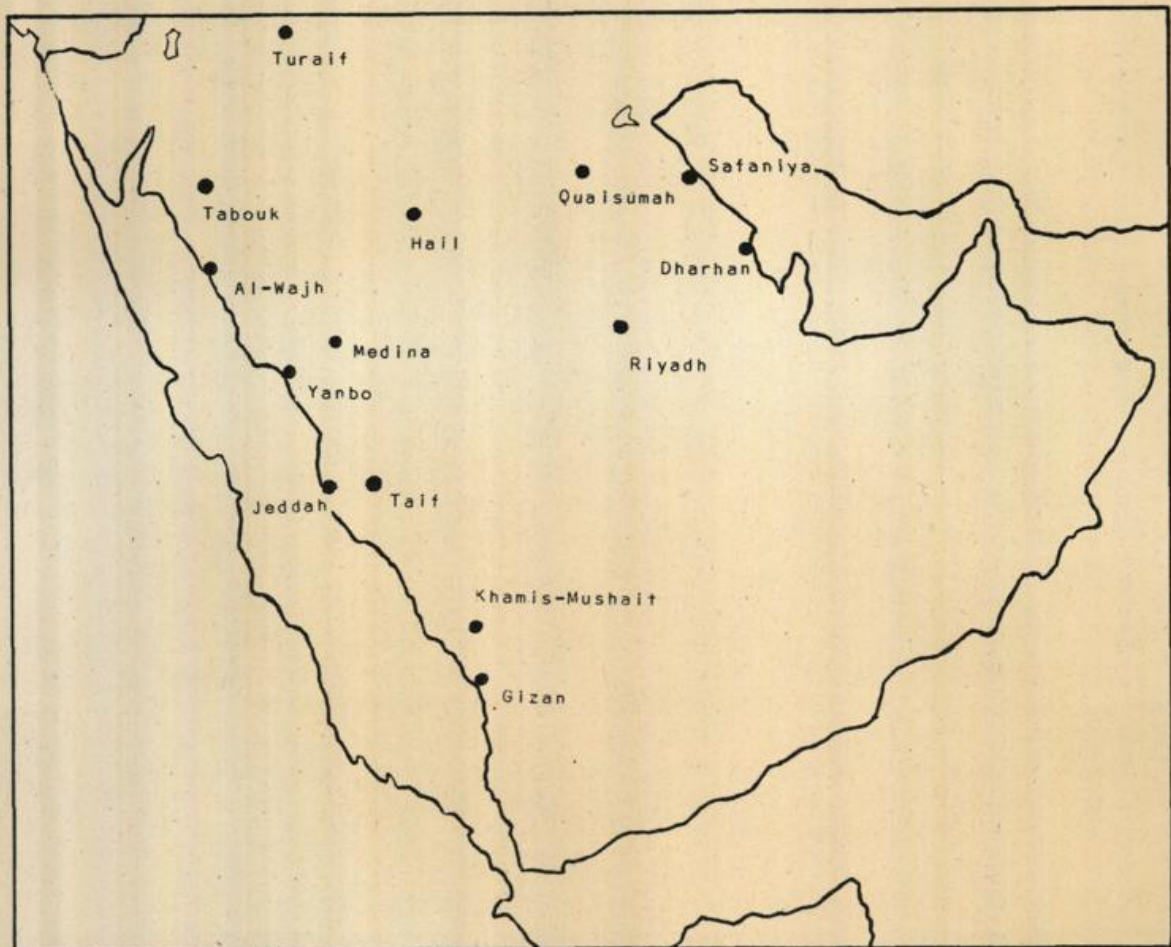 Turaif
Safaniya
Quaisumah
Tabouk
Hail
Dharhan
Al-Wajh
Medina
Riyadh
Yanbo
Jeddah
Taif
Khamis-Mushait
Gizan